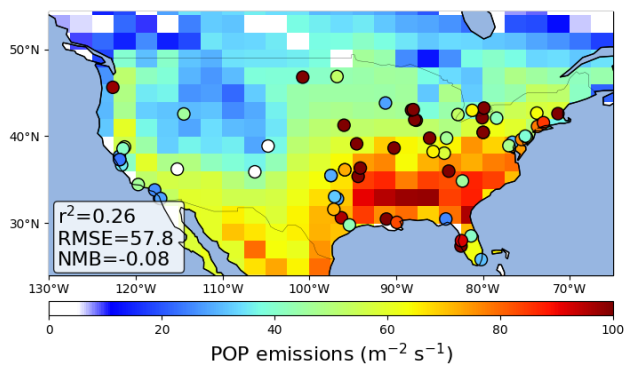 50°N
40°N
30°N
r²=0.26
RMSE=57.8
NMB=-0.08
130°W 120°W 110°W 100°W 90°W 80°W 70°W
0 20 40 60 80 100
POP emissions (m⁻² s⁻¹)